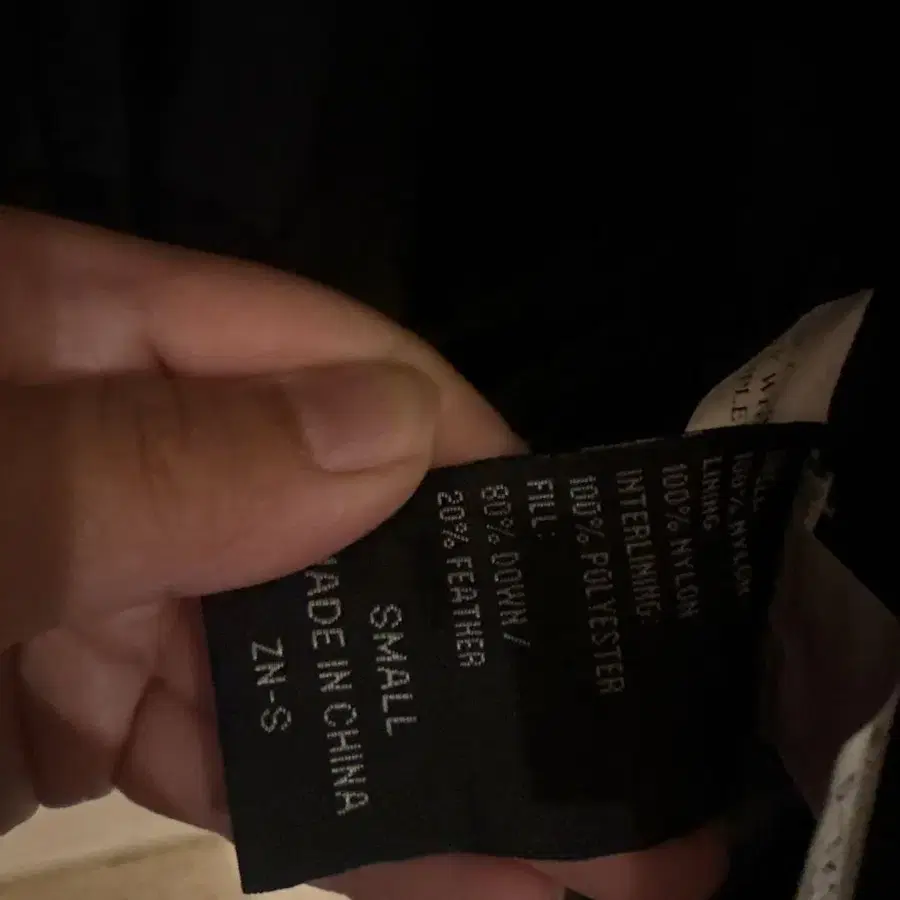 100% NYLON
LINING
100% NYLON
INTERLINING:
100% POLYESTER
FILL:
80% DOWN/
20% FEATHER
SMALL
MADE IN CHINA
ZN-S